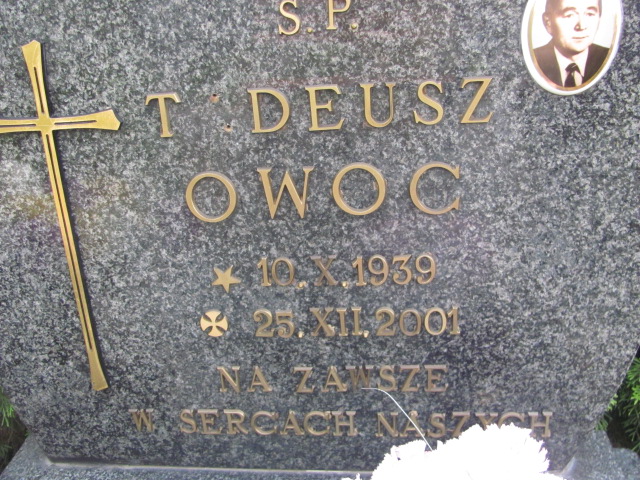 Ś.P.
T DEUSZ
OWOC
10.X.1939
25.XII.2001
NA ZAWSZE
W SERCACH NASZYCH